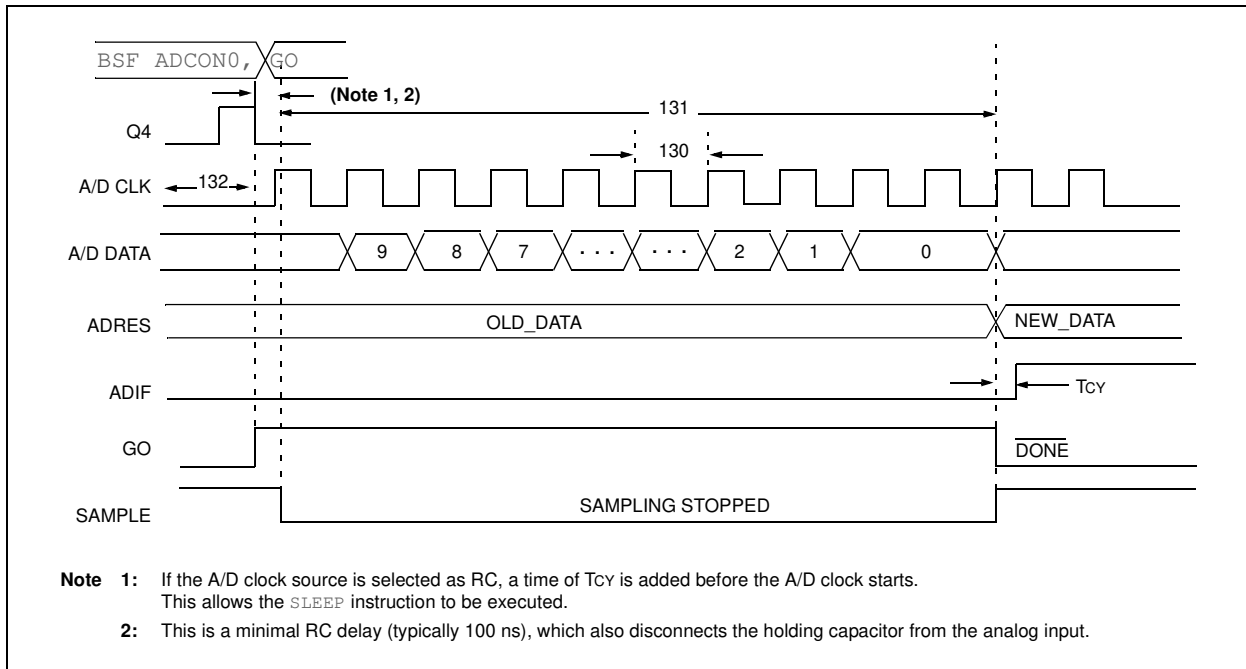 BSF ADCON0, GO
(Note 1, 2)
131
Q4
130
A/D CLK
132
A/D DATA
9 8 7 . . . . . . 2 1 0
ADRES
OLD_DATA
NEW_DATA
ADIF
TCY
GO
DONE
SAMPLE
SAMPLING STOPPED
Note 1: If the A/D clock source is selected as RC, a time of TCY is added before the A/D clock starts.
This allows the SLEEP instruction to be executed.
2: This is a minimal RC delay (typically 100 ns), which also disconnects the holding capacitor from the analog input.